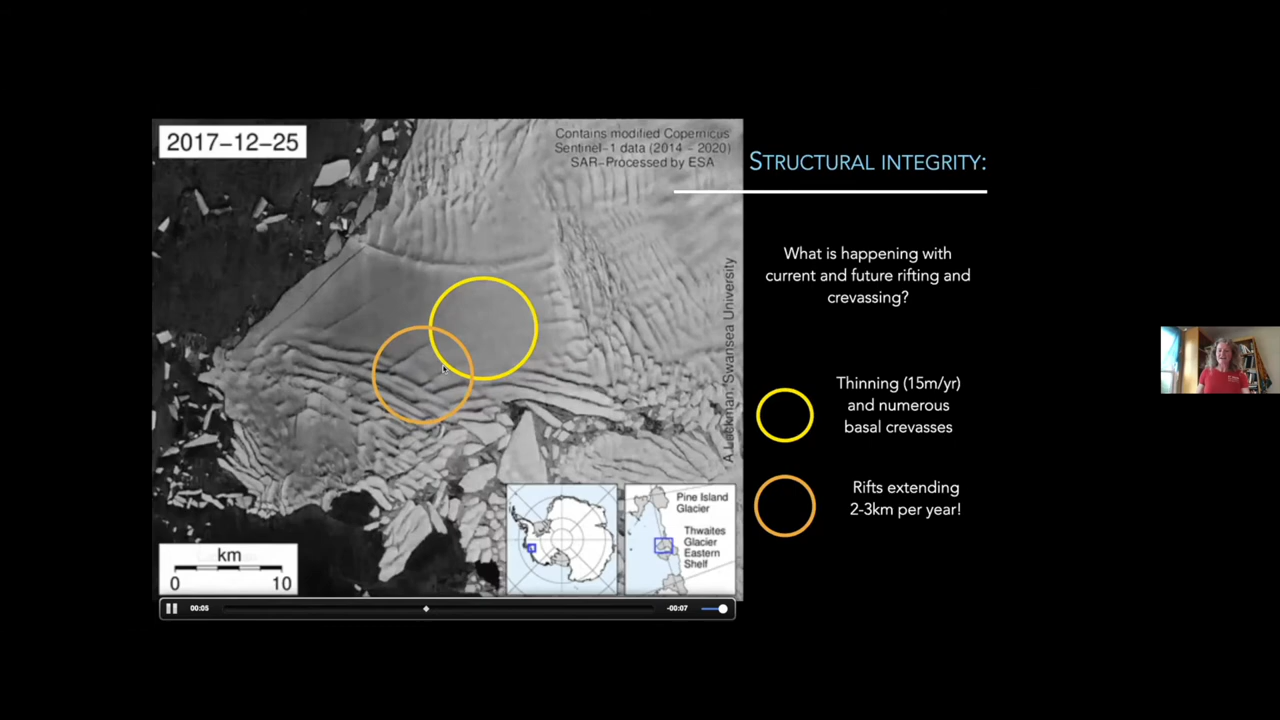 2017-12-25
Contains modified Copernicus
Sentinel-1 data (2014 - 2020)
SAR-Processed by ESA
A Luckman, Swansea University
km
0 10
Pine Island
Glacier
Thwaites
Glacier
Eastern
Shelf
00:05
-00:07
STRUCTURAL INTEGRITY:
What is happening with
current and future rifting and
crevassing?
Thinning (15m/yr)
and numerous
basal crevasses
Rifts extending
2-3km per year!